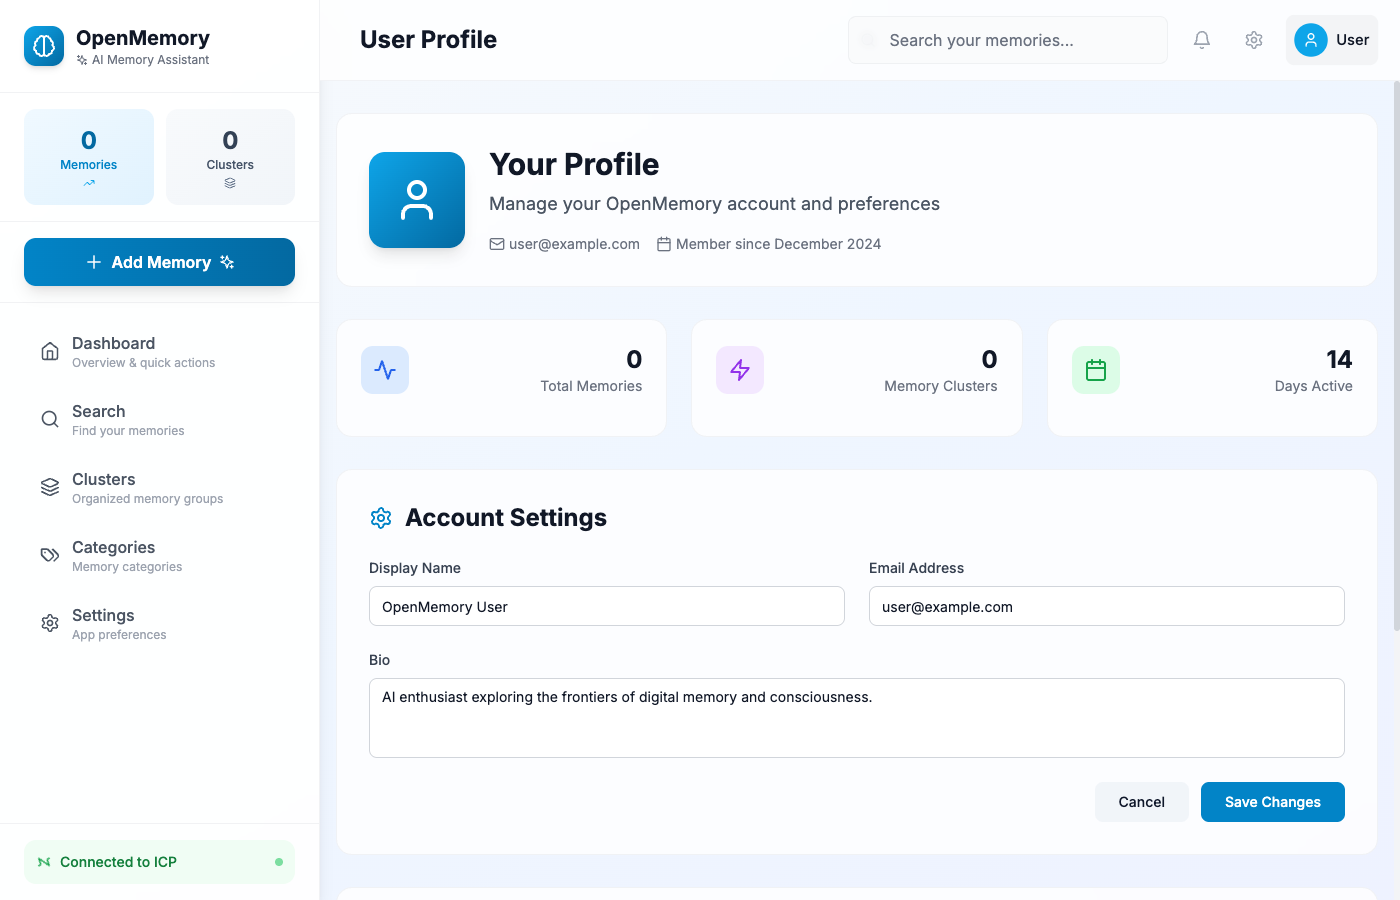 OpenMemory
AI Memory Assistant
0
Memories
0
Clusters
Add Memory
Dashboard
Overview & quick actions
Search
Find your memories
Clusters
Organized memory groups
Categories
Memory categories
Settings
App preferences
Connected to ICP
User Profile
Search your memories...
User
Your Profile
Manage your OpenMemory account and preferences
user@example.com
Member since December 2024
0
Total Memories
0
Memory Clusters
14
Days Active
Account Settings
Display Name
OpenMemory User
Email Address
user@example.com
Bio
AI enthusiast exploring the frontiers of digital memory and consciousness.
Cancel
Save Changes